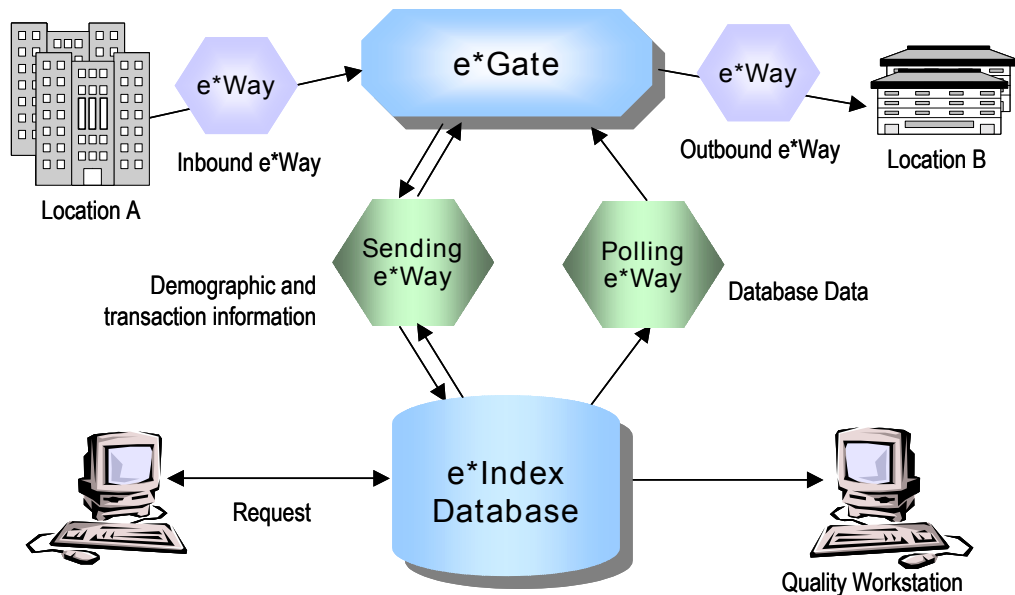 e*Way
e*Gate
e*Way
Inbound e*Way
Outbound e*Way
Location A
Location B
Sending
e*Way
Polling
e*Way
Demographic and
transaction information
Database Data
e*Index
Database
Request
Quality Workstation